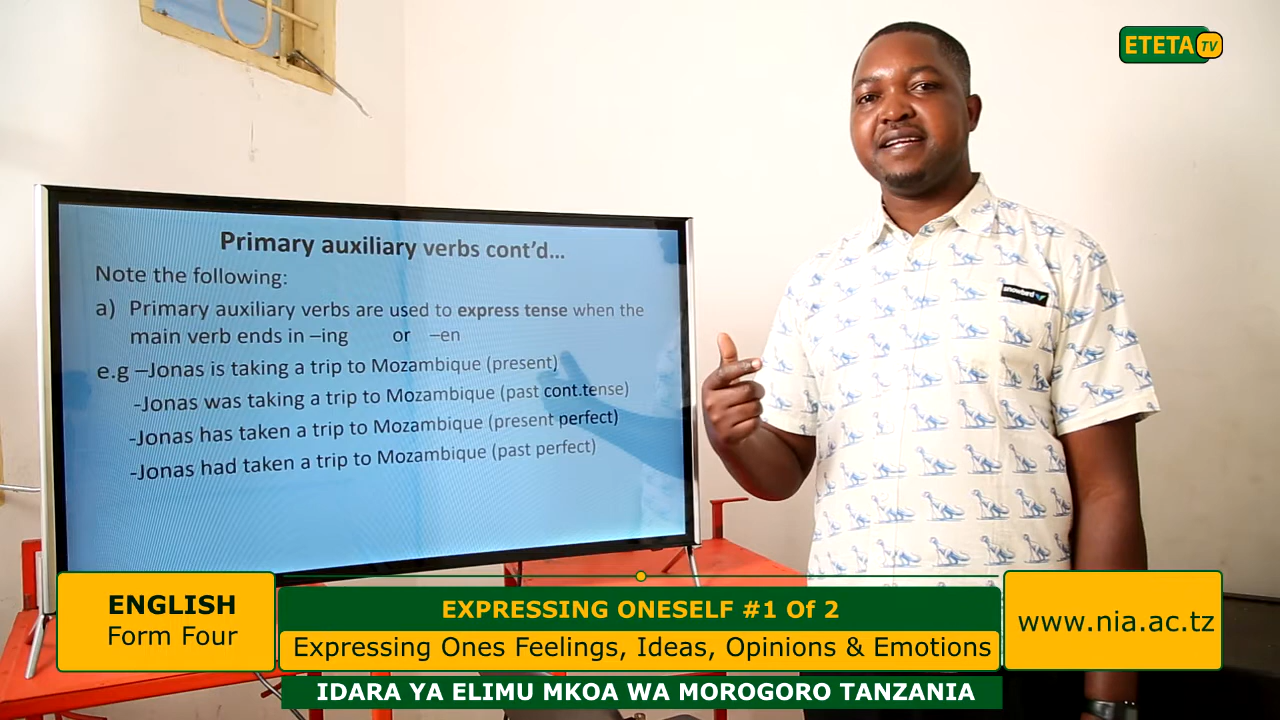 ETETA TV
Primary auxiliary verbs cont'd...
Note the following:
a) Primary auxiliary verbs are used to express tense when the
main verb ends in –ing or –en
e.g –Jonas is taking a trip to Mozambique (present)
-Jonas was taking a trip to Mozambique (past cont.tense)
-Jonas has taken a trip to Mozambique (present perfect)
-Jonas had taken a trip to Mozambique (past perfect)
snowbird
ENGLISH
Form Four
EXPRESSING ONESELF #1 Of 2
Expressing Ones Feelings, Ideas, Opinions & Emotions
www.nia.ac.tz
IDARA YA ELIMU MKOA WA MOROGORO TANZANIA